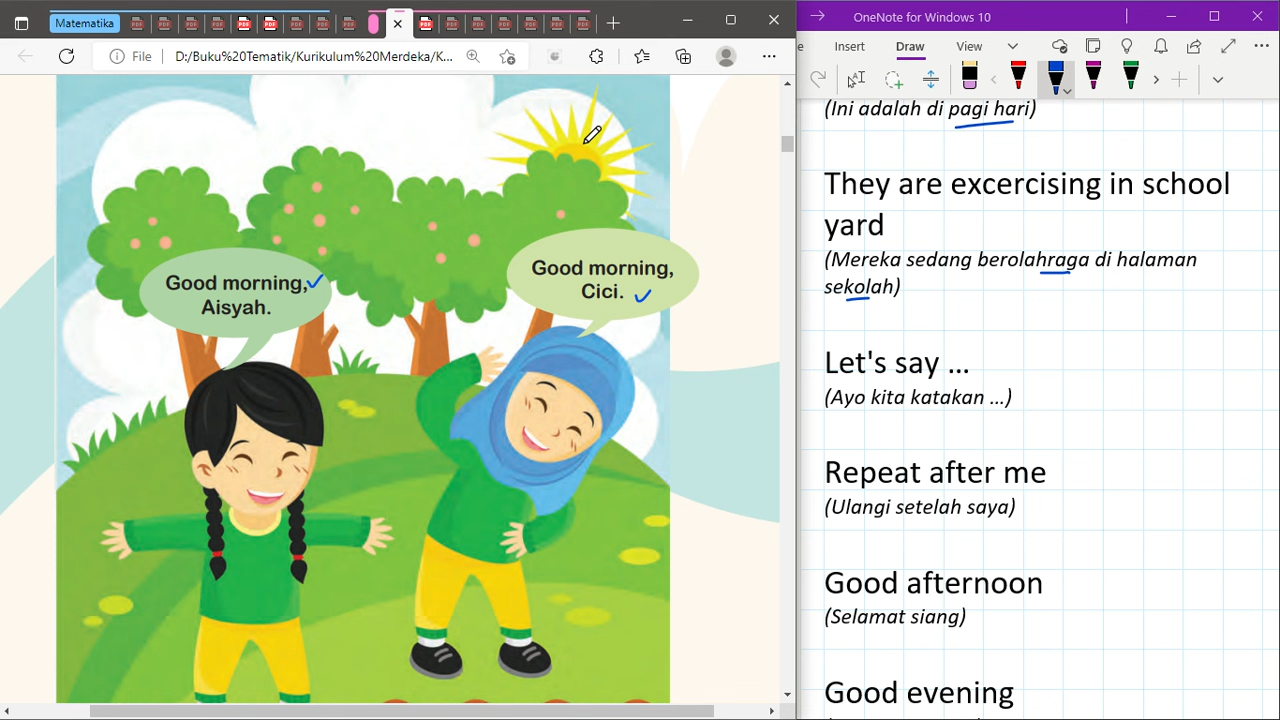 Matematika
File
D:/Buku%20Tematik/Kurikulum%20Merdeka/K...
Good morning,
Aisyah.
Good morning,
Cici.
OneNote for Windows 10
e Insert Draw View
(Ini adalah di pagi hari)
They are excercising in school
yard
(Mereka sedang berolahraga di halaman
sekolah)
Let's say ...
(Ayo kita katakan ...)
Repeat after me
(Ulangi setelah saya)
Good afternoon
(Selamat siang)
Good evening